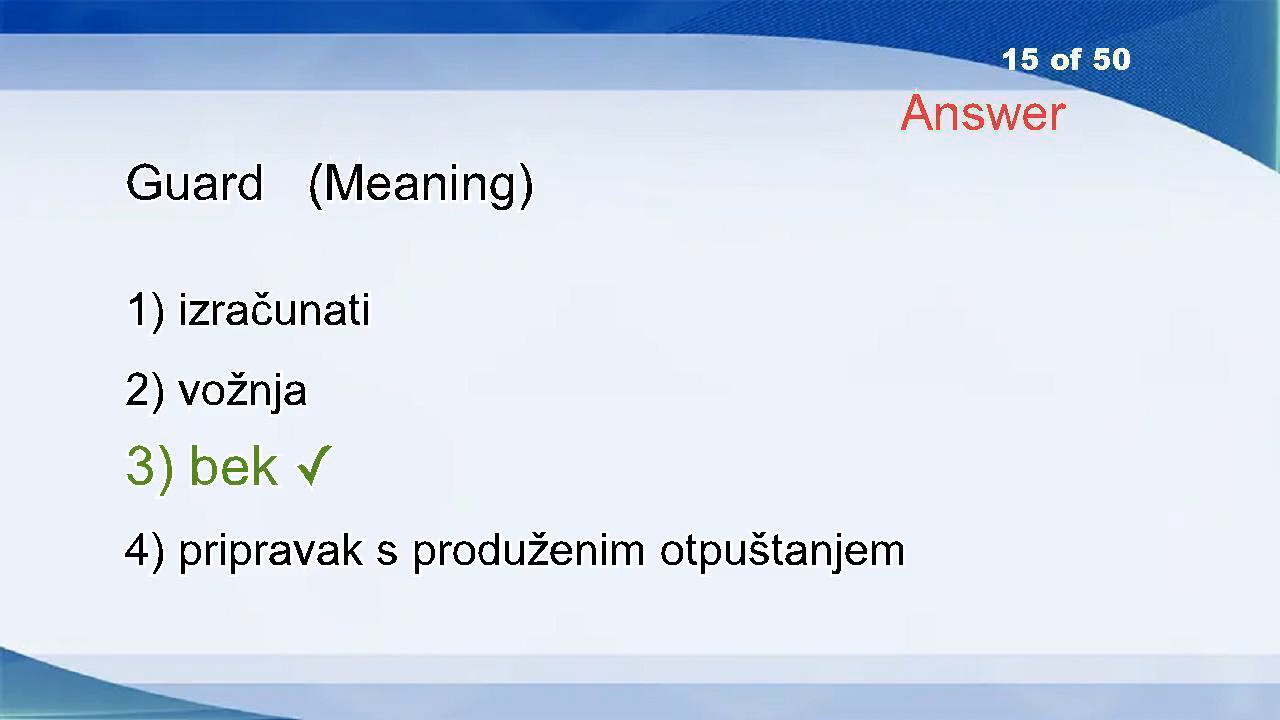 15 of 50
Answer
Guard (Meaning)
1) izračunati
2) vožnja
3) bek ✓
4) pripravak s produženim otpuštanjem